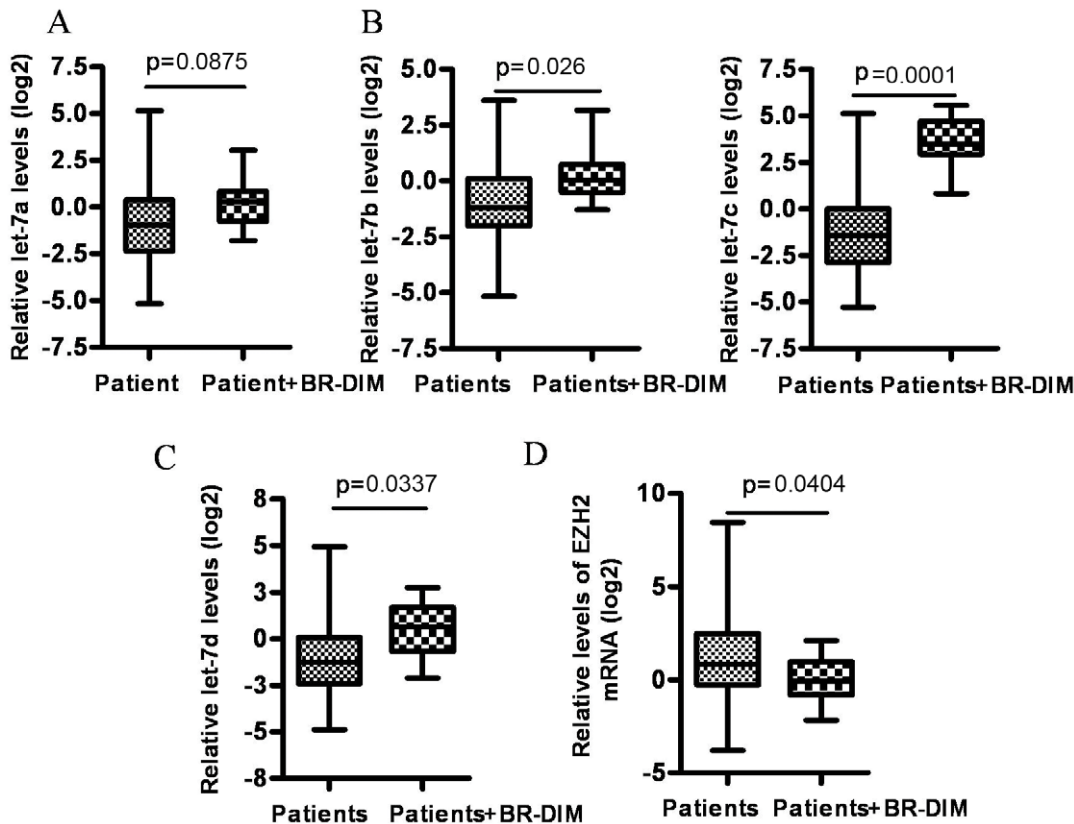 A
Relative let-7a levels (log2)
7.5
5.0
2.5
0.0
-2.5
-5.0
-7.5
p=0.0875
Patient
Patient+BR-DIM
B
Relative let-7b levels (log2)
5.0
2.5
0.0
-2.5
-5.0
-7.5
p=0.026
Patients
Patients+BR-DIM
Relative let-7c levels (log2)
7.5
5.0
2.5
0.0
-2.5
-5.0
-7.5
p=0.0001
Patients
Patients+BR-DIM
C
Relative let-7d levels (log2)
8
5
3
0
-3
-5
-8
p=0.0337
Patients
Patients+BR-DIM
D
Relative levels of EZH2
mRNA (log2)
10
5
0
-5
p=0.0404
Patients
Patients+BR-DIM